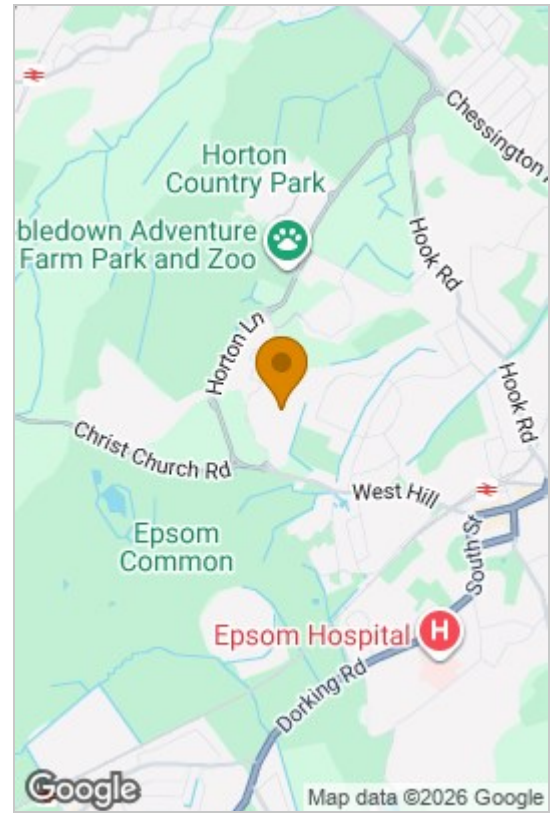 Chessington
Horton
Country Park
bledown Adventure
Farm Park and Zoo
Hook Rd
Horton Ln
Hook Rd
Christ Church Rd
West Hill
Epsom
Common
South St
Epsom Hospital
H
Dorking Rd
Google
Map data ©2026 Google